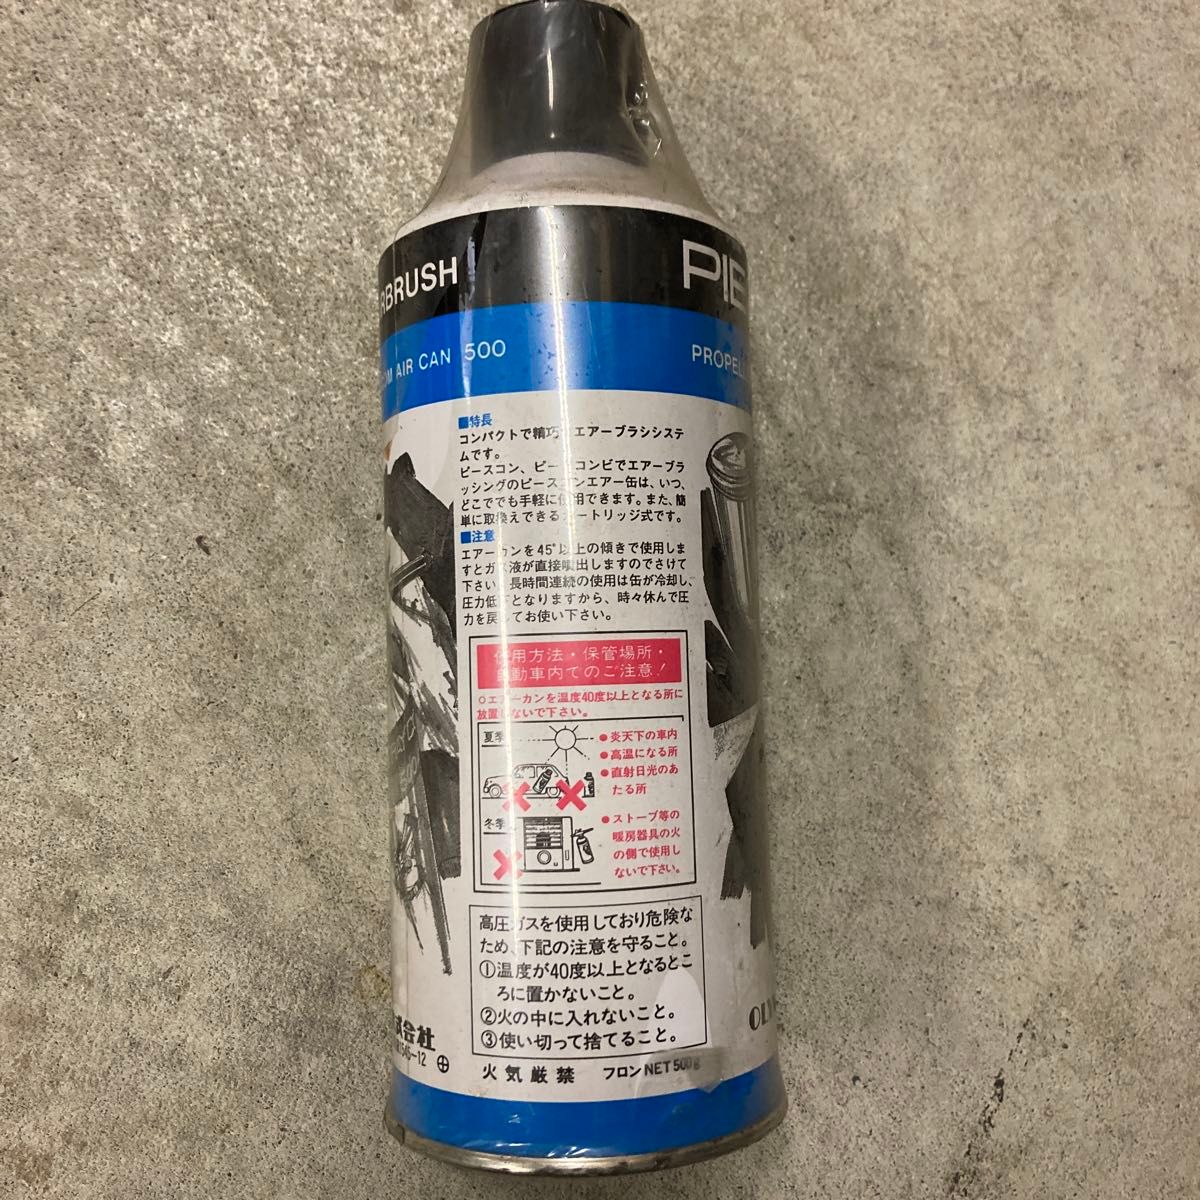 BRUSH
PIE
AIR CAN 500
PROPEL
■特長
コンパクトで精巧 エアーブラシシステ
ムです。
ピースコン、ピー コンビでエアーブラ
ッシングのピース ンエアー缶は、いつ、
どこででも手軽に使用できます。また、簡
単に取換えできる ートリッジ式です。
■注意
エアーカンを45°以上の傾きで使用しま
すとガス液が直接噴出しますのでさけて
下さい。長時間連続の使用は缶が冷却し、
圧力低下となりますから、時々休んで圧
力を戻してお使い下さい。
使用方法・保管場所・
自動車内でのご注意!
○エアーカンを温度40度以上となる所に
放置しないで下さい。
夏季
●炎天下の車内
●高温になる所
●直射日光のあ
たる所
冬季
●ストーブ等の
暖房器具の火
の側で使用し
ないで下さい。
高圧ガスを使用しており危険な
ため、下記の注意を守ること。
①温度が40度以上となるとこ
ろに置かないこと。
②火の中に入れないこと。
③使い切って捨てること。
式会社
545-12
火気厳禁 フロン NET 500g
OL